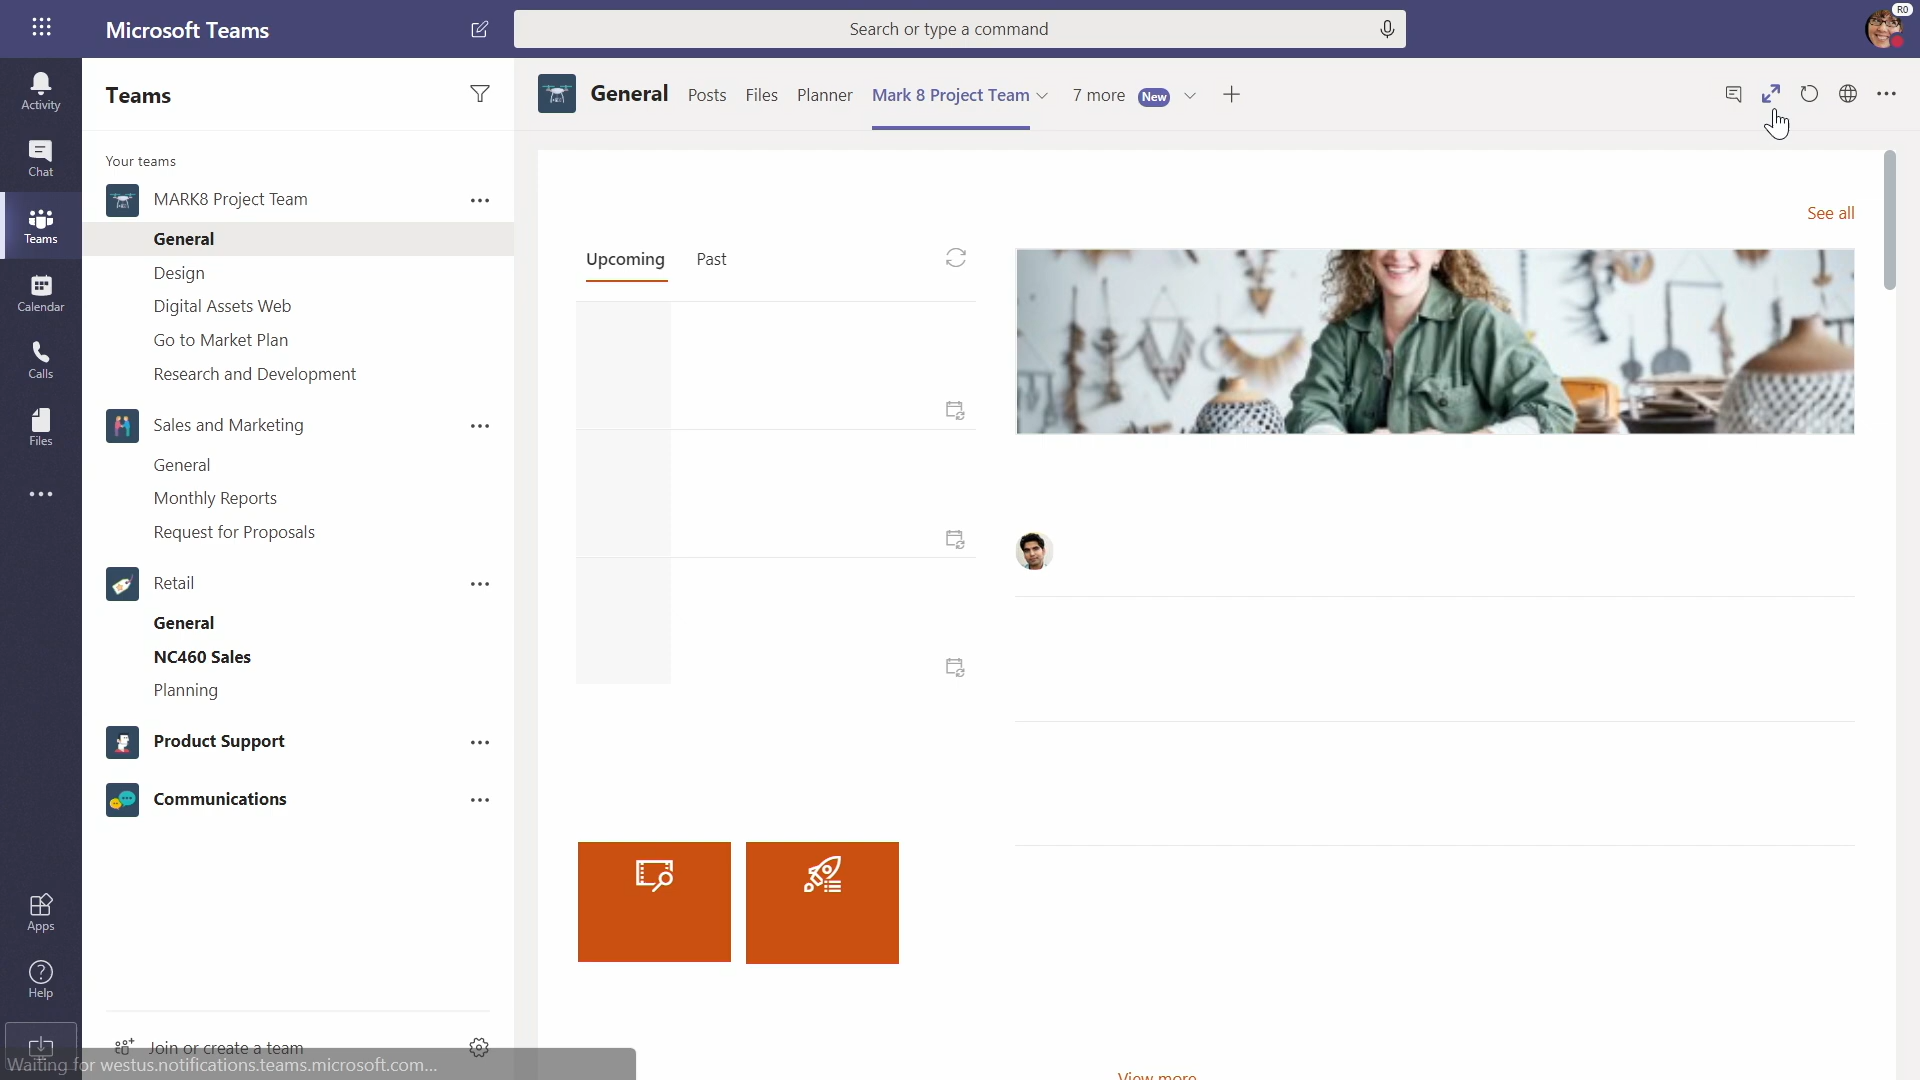 Microsoft Teams
Search or type a command
RO
Activity
Chat
Teams
Calendar
Calls
Files
Apps
Help
Teams
Your teams
MARK8 Project Team
General
Design
Digital Assets Web
Go to Market Plan
Research and Development
Sales and Marketing
General
Monthly Reports
Request for Proposals
Retail
General
NC460 Sales
Planning
Product Support
Communications
Join or create a team
Waiting for westus.notifications.teams.microsoft.com...
General Posts Files Planner Mark 8 Project Team 7 more New
See all
Upcoming Past
View more